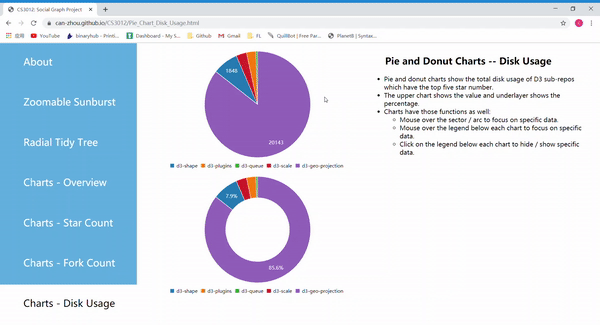 CS3012: Social Graph Project
can-zhou.github.io/CS3012/Pie_Chart_Disk_Usage.html
应用
YouTube
binaryhub - Printi...
Dashboard - My S...
Github
Gmail
FL
QuillBot | Free Par...
PlanetB | Syntax...
About
Zoomable Sunburst
Radial Tidy Tree
Charts - Overview
Charts - Star Count
Charts - Fork Count
Charts - Disk Usage
1848
20143
d3-shape d3-plugins d3-queue d3-scale d3-geo-projection
7.9%
85.6%
d3-shape d3-plugins d3-queue d3-scale d3-geo-projection
Pie and Donut Charts -- Disk Usage
Pie and donut charts show the total disk usage of D3 sub-repos
which have the top five star number.
The upper chart shows the value and underlayer shows the
percentage.
Charts have those functions as well:
Mouse over the sector / arc to focus on specific data.
Mouse over the legend below each chart to focus on specific
data.
Click on the legend below each chart to hide / show specific
data.